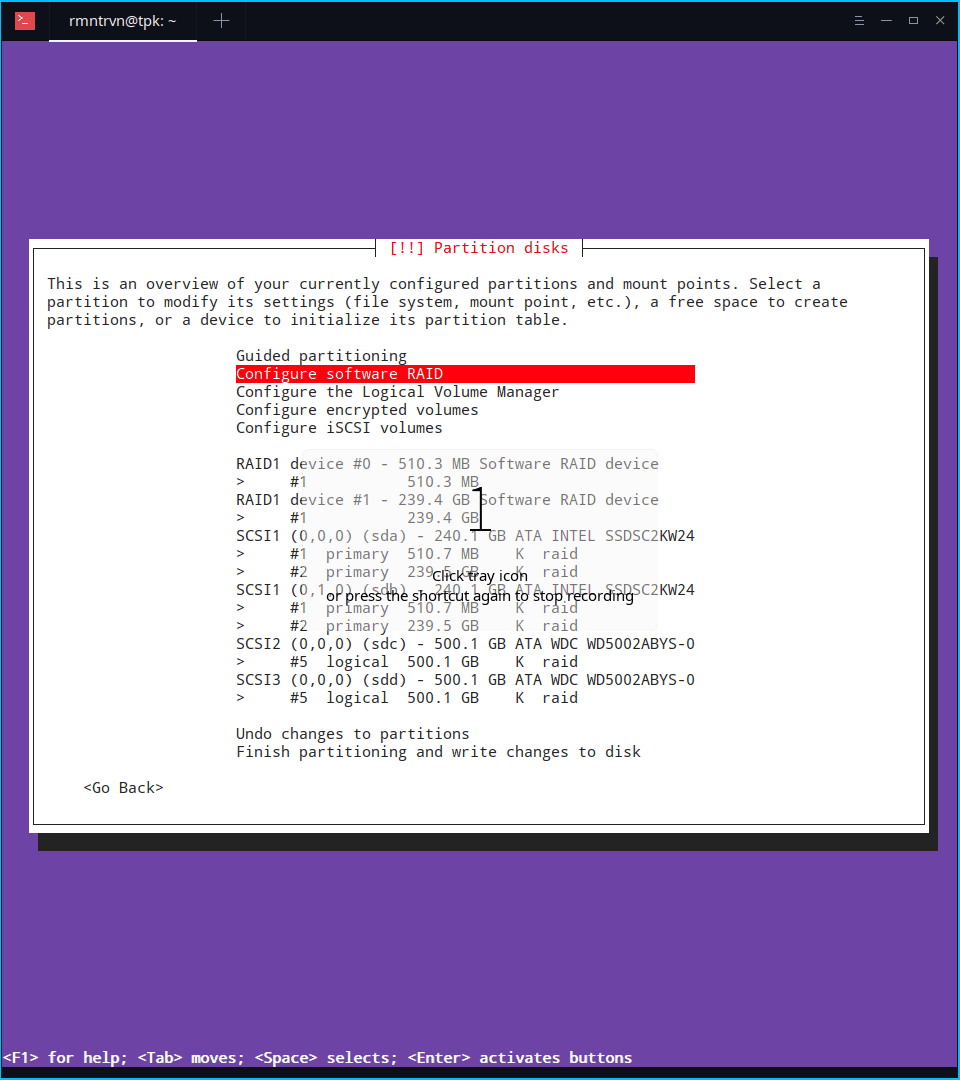 rmntrvn@tpk: ~
[!!] Partition disks
This is an overview of your currently configured partitions and mount points. Select a
partition to modify its settings (file system, mount point, etc.), a free space to create
partitions, or a device to initialize its partition table.
Guided partitioning
Configure software RAID
Configure the Logical Volume Manager
Configure encrypted volumes
Configure iSCSI volumes
RAID1 device #0 - 510.3 MB Software RAID device
>     #1           510.3 MB
RAID1 device #1 - 239.4 GB Software RAID device
>     #1           239.4 GB
SCSI1 (0,0,0) (sda) - 240.1 GB ATA INTEL SSDSC2KW24
>     #1  primary  510.7 MB    K  raid
>     #2  primary  239.5 GB    K  raid
SCSI1 (0,1,0) (sdb) - 240.1 GB ATA INTEL SSDSC2KW24
>     #1  primary  510.7 MB    K  raid
>     #2  primary  239.5 GB    K  raid
SCSI2 (0,0,0) (sdc) - 500.1 GB ATA WDC WD5002ABYS-0
>     #5  logical  500.1 GB    K  raid
SCSI3 (0,0,0) (sdd) - 500.1 GB ATA WDC WD5002ABYS-0
>     #5  logical  500.1 GB    K  raid
1
Click tray icon
or press the shortcut again to stop recording
Undo changes to partitions
Finish partitioning and write changes to disk
<Go Back>
<F1> for help; <Tab> moves; <Space> selects; <Enter> activates buttons